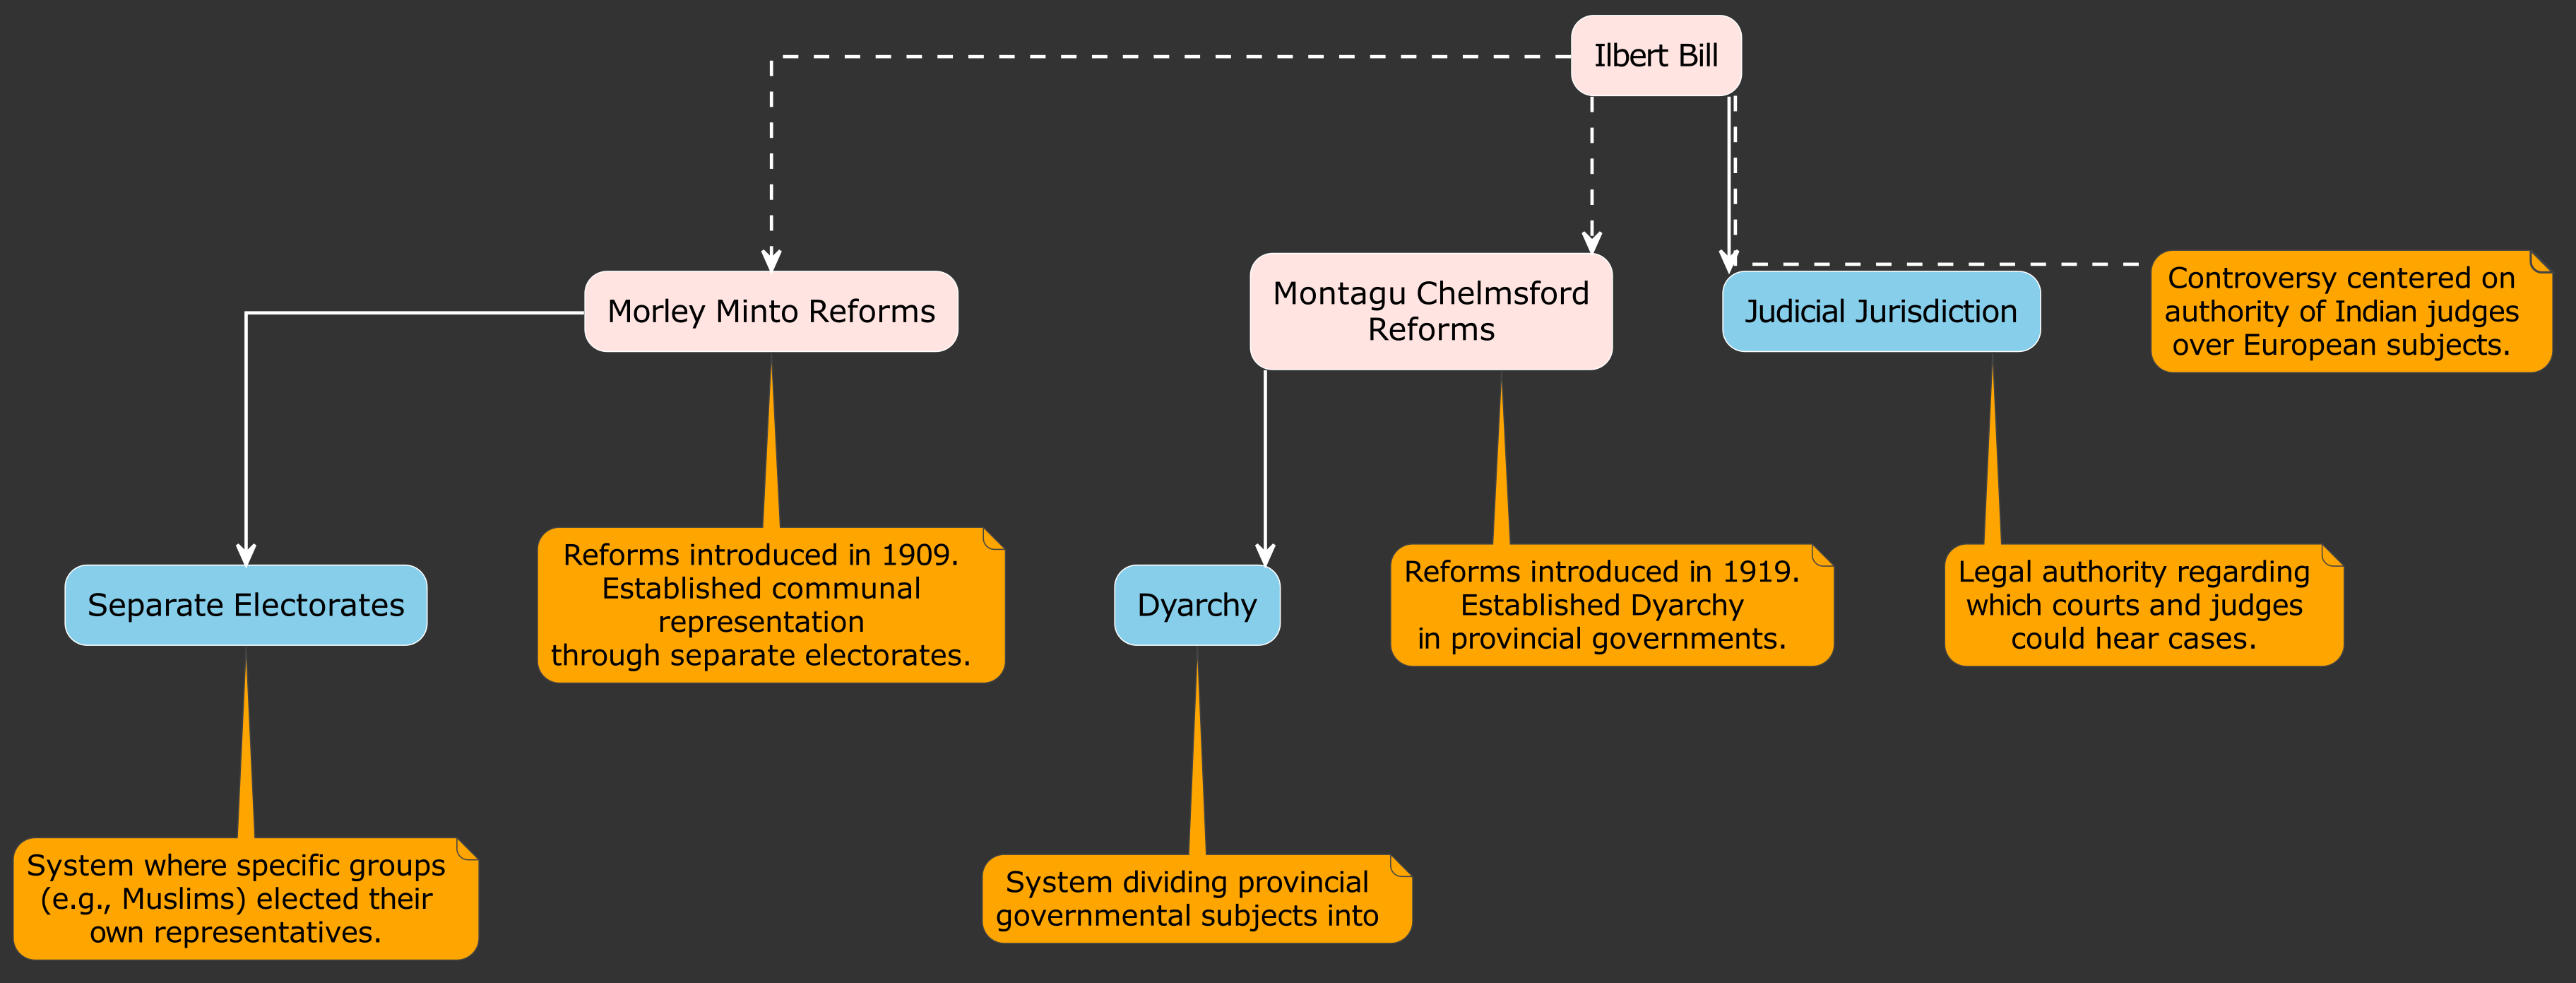 Ilbert Bill
Morley Minto Reforms
Montagu Chelmsford
Reforms
Judicial Jurisdiction
Controversy centered on
authority of Indian judges
over European subjects.
Separate Electorates
Reforms introduced in 1909.
Established communal
representation
through separate electorates.
Dyarchy
Reforms introduced in 1919.
Established Dyarchy
in provincial governments.
Legal authority regarding
which courts and judges
could hear cases.
System where specific groups
(e.g., Muslims) elected their
own representatives.
System dividing provincial
governmental subjects into